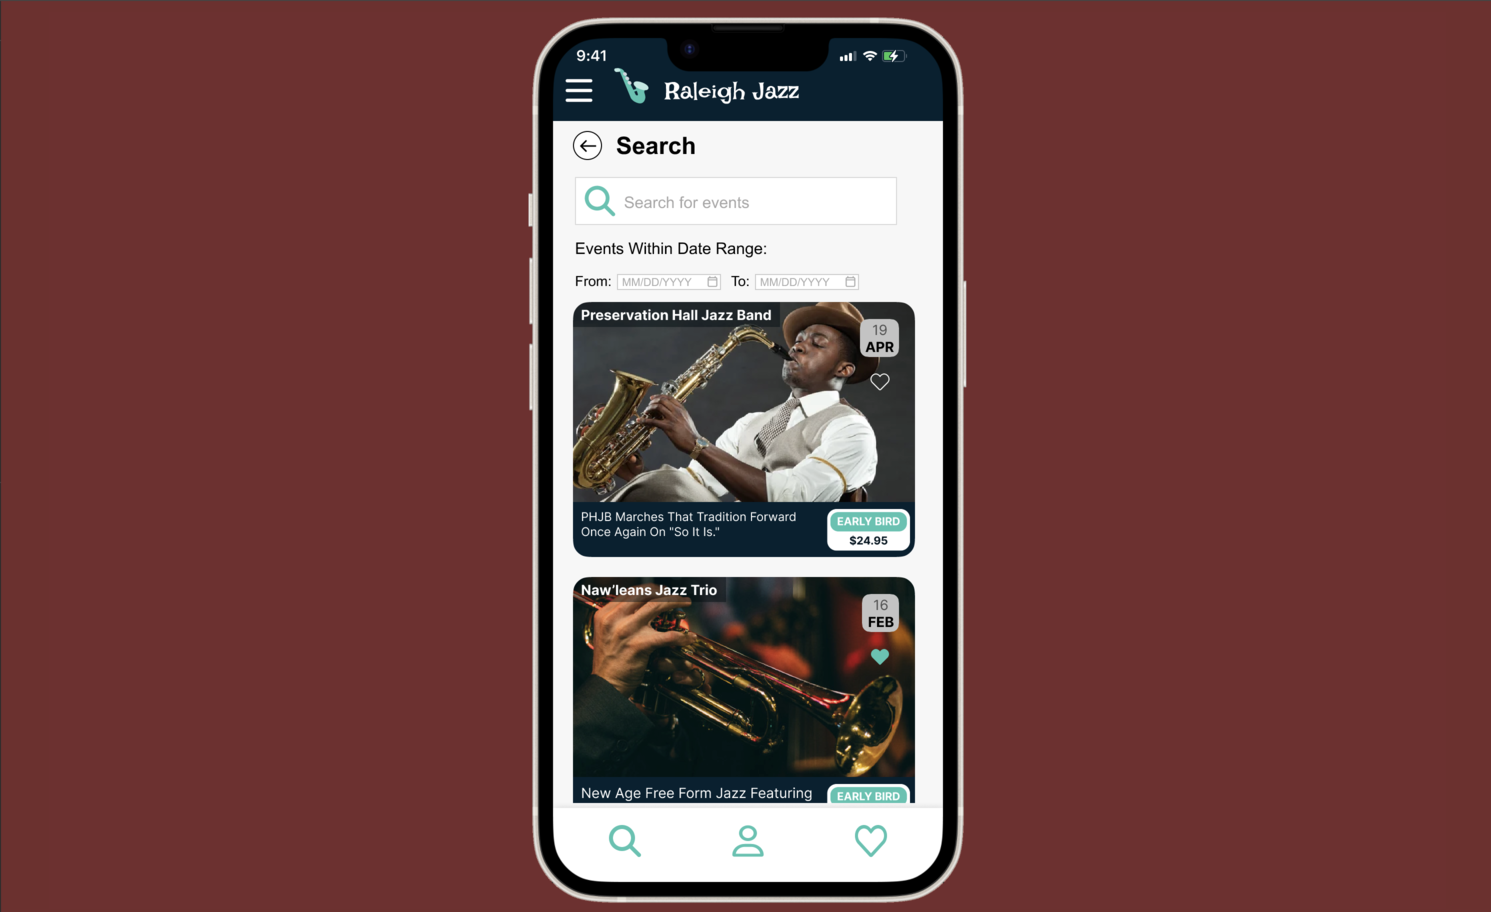 9:41
Raleigh Jazz
Search
Search for events
Events Within Date Range:
From: MM/DD/YYYY To: MM/DD/YYYY
Preservation Hall Jazz Band
19
APR
PHJB Marches That Tradition Forward
Once Again On "So It Is."
EARLY BIRD
$24.95
Naw'leans Jazz Trio
16
FEB
New Age Free Form Jazz Featuring
EARLY BIRD